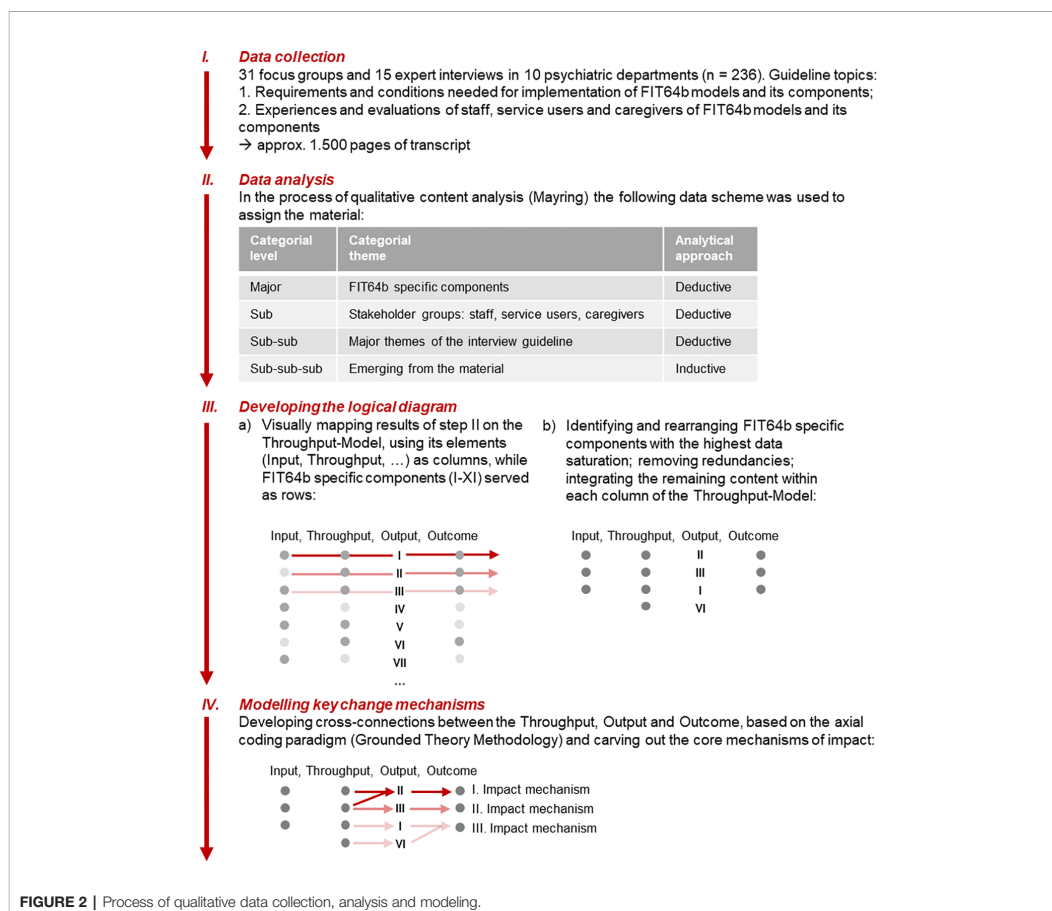 I. Data collection
31 focus groups and 15 expert interviews in 10 psychiatric departments (n = 236). Guideline topics:
1. Requirements and conditions needed for implementation of FIT64b models and its components;
2. Experiences and evaluations of staff, service users and caregivers of FIT64b models and its
components
→ approx. 1.500 pages of transcript
II. Data analysis
In the process of qualitative content analysis (Mayring) the following data scheme was used to
assign the material:
Categorial level | Categorial theme | Analytical approach
Major | FIT64b specific components | Deductive
Sub | Stakeholder groups: staff, service users, caregivers | Deductive
Sub-sub | Major themes of the interview guideline | Deductive
Sub-sub-sub | Emerging from the material | Inductive
III. Developing the logical diagram
a) Visually mapping results of step II on the
Throughput-Model, using its elements
(Input, Throughput, …) as columns, while
FIT64b specific components (I-XI) served
as rows:
Input, Throughput, Output, Outcome
I
II
III
IV
V
VI
VII
...
b) Identifying and rearranging FIT64b specific
components with the highest data
saturation; removing redundancies;
integrating the remaining content within
each column of the Throughput-Model:
Input, Throughput, Output, Outcome
II
III
I
VI
IV. Modelling key change mechanisms
Developing cross-connections between the Throughput, Output and Outcome, based on the axial
coding paradigm (Grounded Theory Methodology) and carving out the core mechanisms of impact:
Input, Throughput, Output, Outcome
II I. Impact mechanism
III II. Impact mechanism
I III. Impact mechanism
VI
FIGURE 2 | Process of qualitative data collection, analysis and modeling.